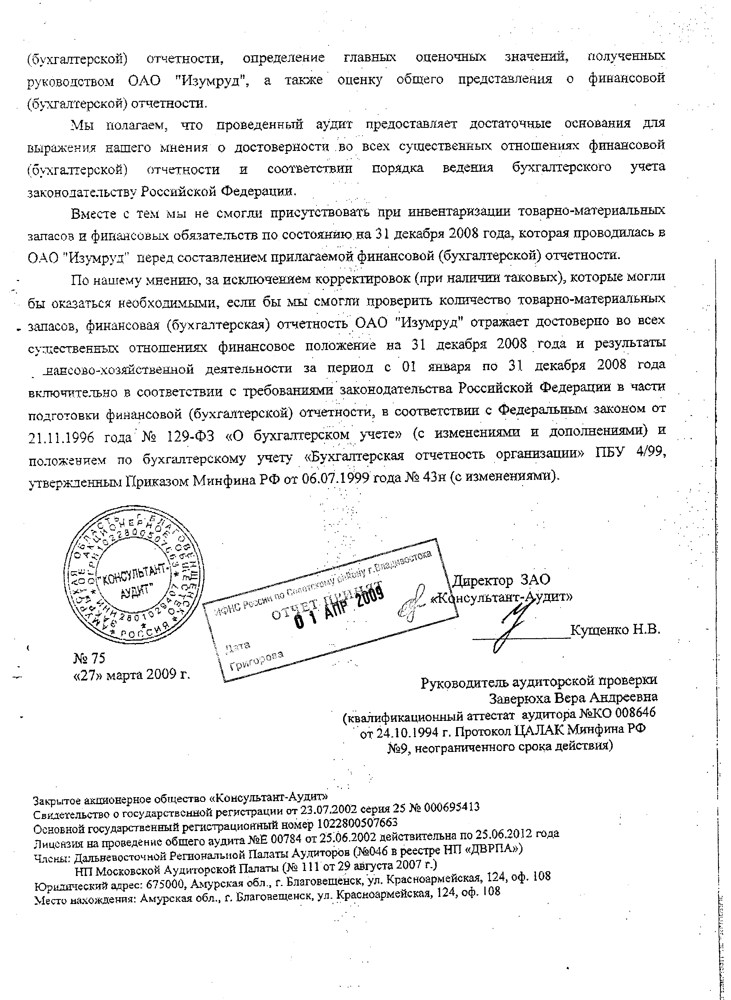 (бухгалтерской) отчетности, определение главных оценочных значений, полученных
руководством ОАО "Изумруд", а также оценку общего представления о финансовой
(бухгалтерской) отчетности.
Мы полагаем, что проведенный аудит предоставляет достаточные основания для
выражения нашего мнения о достоверности во всех существенных отношениях финансовой
(бухгалтерской) отчетности и соответствии порядка ведения бухгалтерского учета
законодательству Российской Федерации.
Вместе с тем мы не смогли присутствовать при инвентаризации товарно-материальных
запасов и финансовых обязательств по состоянию на 31 декабря 2008 года, которая проводилась в
ОАО "Изумруд" перед составлением прилагаемой финансовой (бухгалтерской) отчетности.
По нашему мнению, за исключением корректировок (при наличии таковых), которые могли
бы оказаться необходимыми, если бы мы смогли проверить количество товарно-материальных
запасов, финансовая (бухгалтерская) отчетность ОАО "Изумруд" отражает достоверно во всех
существенных отношениях финансовое положение на 31 декабря 2008 года и результаты
нансово-хозяйственной деятельности за период с 01 января по 31 декабря 2008 года
включительно в соответствии с требованиями законодательства Российской Федерации в части
подготовки финансовой (бухгалтерской) отчетности, в соответствии с Федеральным законом от
21.11.1996 года № 129-ФЗ «О бухгалтерском учете» (с изменениями и дополнениями) и
положением по бухгалтерскому учету «Бухгалтерская отчетность организации» ПБУ 4/99,
утвержденным Приказом Минфина РФ от 06.07.1999 года № 43н (с изменениями).
АМУРСКАЯ ОБЛАСТЬ Г. БЛАГОВЕЩЕНСК ★ РОССИЯ ★
ЗАКРЫТОЕ АКЦИОНЕРНОЕ ОБЩЕСТВО ★
ОГРН 1022800507663 ★ ИНН 2801029407 ★
"КОНСУЛЬТАНТ-
АУДИТ"
ИФНС России по Советскому району г.Владивостока
ОТЧЕТ ПРИНЯТ
01 АПР 2009
Дата
Григорова
Директор ЗАО
«Консультант-Аудит»
Кущенко Н.В.
№ 75
«27» марта 2009 г.
Руководитель аудиторской проверки
Заверюха Вера Андреевна
(квалификационный аттестат аудитора №КО 008646
от 24.10.1994 г. Протокол ЦАЛАК Минфина РФ
№9, неограниченного срока действия)
Закрытое акционерное общество «Консультант-Аудит»
Свидетельство о государственной регистрации от 23.07.2002 серия 25 № 000695413
Основной государственный регистрационный номер 1022800507663
Лицензия на проведение общего аудита №Е 00784 от 25.06.2002 действительна по 25.06.2012 года
Члены: Дальневосточной Региональной Палаты Аудиторов (№046 в реестре НП «ДВРПА»)
НП Московской Аудиторской Палаты (№ 111 от 29 августа 2007 г.)
Юридический адрес: 675000, Амурская обл., г. Благовещенск, ул. Красноармейская, 124, оф. 108
Место нахождения: Амурская обл., г. Благовещенск, ул. Красноармейская, 124, оф. 108